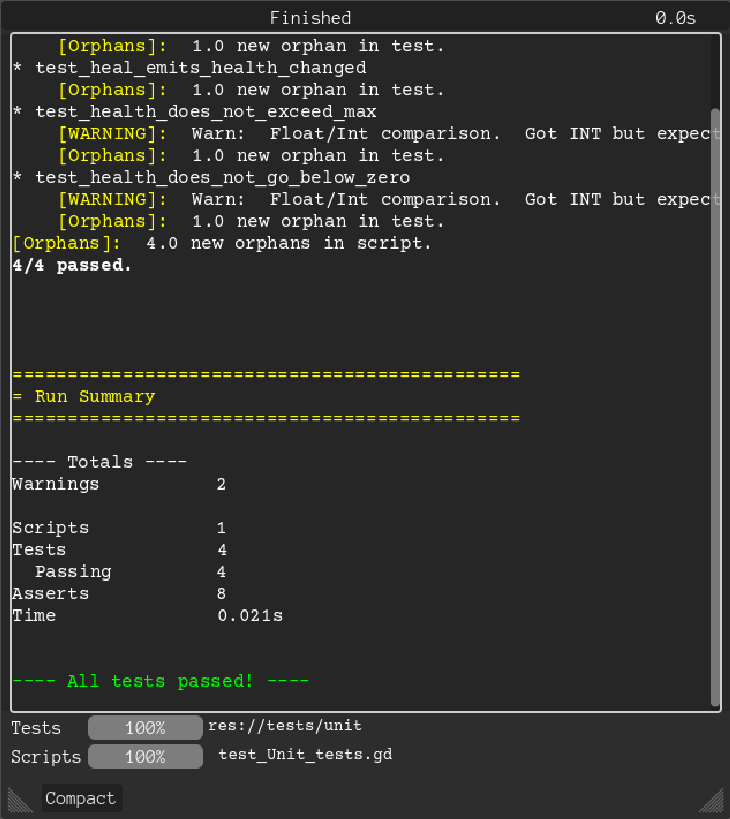 Finished 0.0s
[Orphans]: 1.0 new orphan in test.
* test_heal_emits_health_changed
[Orphans]: 1.0 new orphan in test.
* test_health_does_not_exceed_max
[WARNING]: Warn: Float/Int comparison. Got INT but expect
[Orphans]: 1.0 new orphan in test.
* test_health_does_not_go_below_zero
[WARNING]: Warn: Float/Int comparison. Got INT but expect
[Orphans]: 1.0 new orphan in test.
[Orphans]: 4.0 new orphans in script.
4/4 passed.
==============================================
= Run Summary
==============================================
---- Totals ----
Warnings 2
Scripts 1
Tests 4
Passing 4
Asserts 8
Time 0.021s
---- All tests passed! ----
Tests 100% res://tests/unit
Scripts 100% test_Unit_tests.gd
Compact